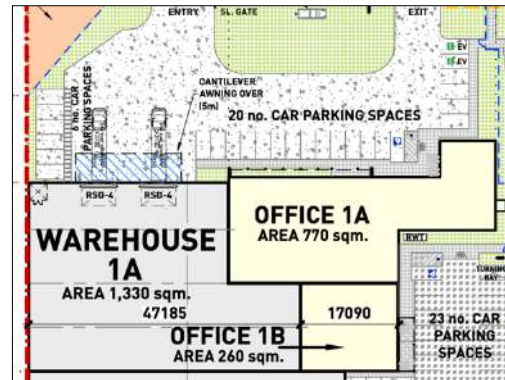 ENTRY
SL. GATE
EXIT
EV
EV
6 no. CAR
PARKING SPACES
CANTILEVER
AWNING OVER
(5m)
20 no. CAR PARKING SPACES
RSD-4
RSD-4
OFFICE 1A
AREA 770 sqm.
WAREHOUSE
1A
AREA 1,330 sqm.
RWT
TURNING
BAY
47185
17090
OFFICE 1B
AREA 260 sqm.
23 no. CAR
PARKING
SPACES